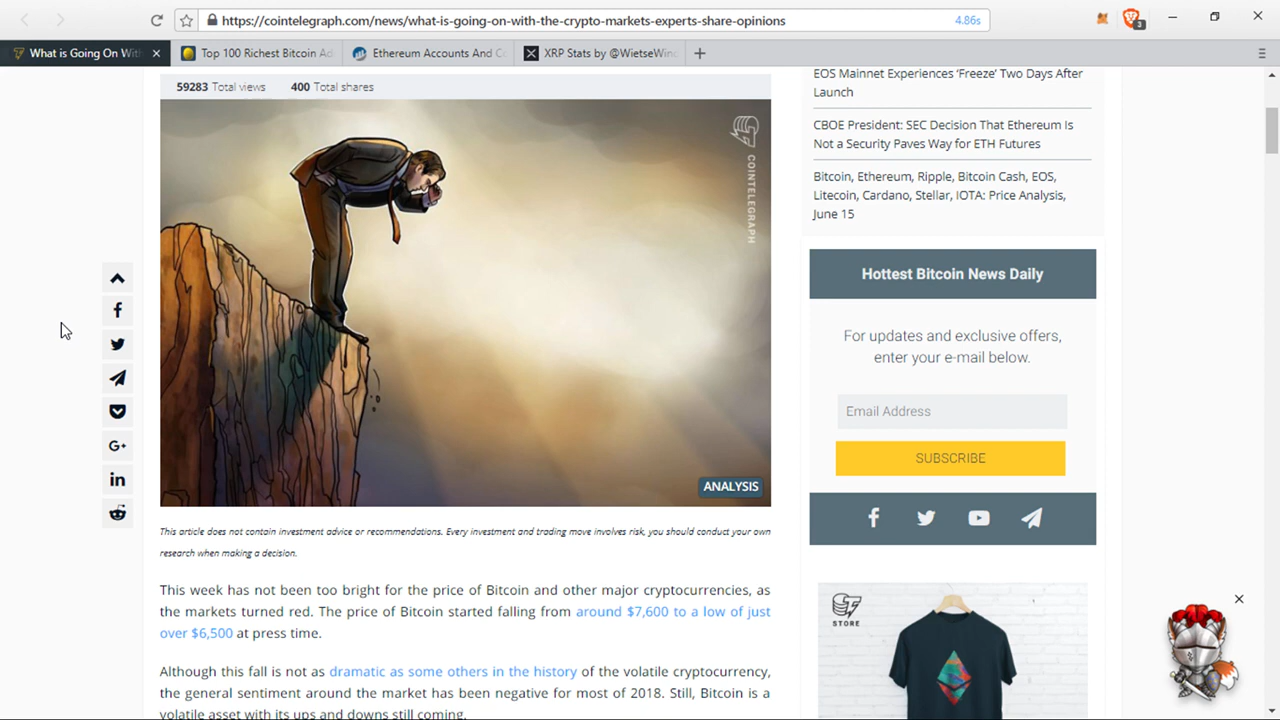 https://cointelegraph.com/news/what-is-going-on-with-the-crypto-markets-experts-share-opinions
4.86s
3
What is Going On With
Top 100 Richest Bitcoin Ad
Ethereum Accounts And Co
XRP Stats by @WietseWind
59283 Total views 400 Total shares
COINTELEGRAPH
ANALYSIS
This article does not contain investment advice or recommendations. Every investment and trading move involves risk, you should conduct your own
research when making a decision.
This week has not been too bright for the price of Bitcoin and other major cryptocurrencies, as
the markets turned red. The price of Bitcoin started falling from around $7,600 to a low of just
over $6,500 at press time.
Although this fall is not as dramatic as some others in the history of the volatile cryptocurrency,
the general sentiment around the market has been negative for most of 2018. Still, Bitcoin is a
volatile asset with its ups and downs still coming.
EOS Mainnet Experiences ‘Freeze’ Two Days After
Launch
CBOE President: SEC Decision That Ethereum Is
Not a Security Paves Way for ETH Futures
Bitcoin, Ethereum, Ripple, Bitcoin Cash, EOS,
Litecoin, Cardano, Stellar, IOTA: Price Analysis,
June 15
Hottest Bitcoin News Daily
For updates and exclusive offers,
enter your e-mail below.
Email Address
SUBSCRIBE
STORE